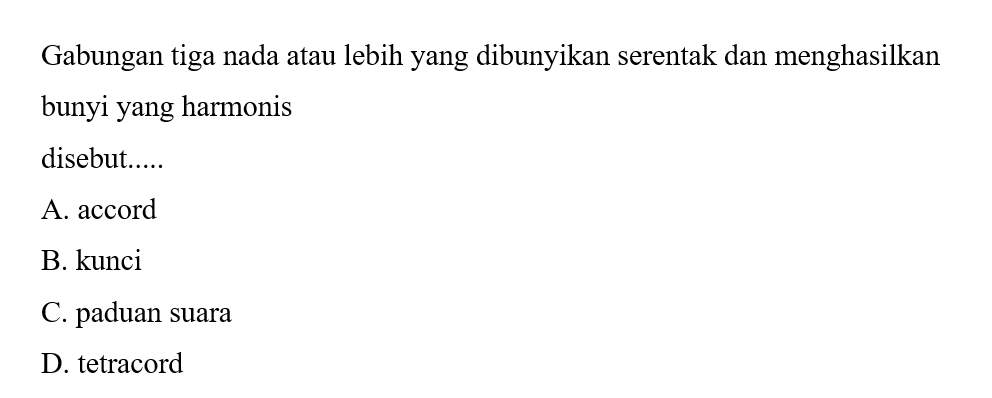 Gabungan tiga nada atau lebih yang dibunyikan serentak dan menghasilkan
bunyi yang harmonis
disebut.....
A. accord
B. kunci
C. paduan suara
D. tetracord